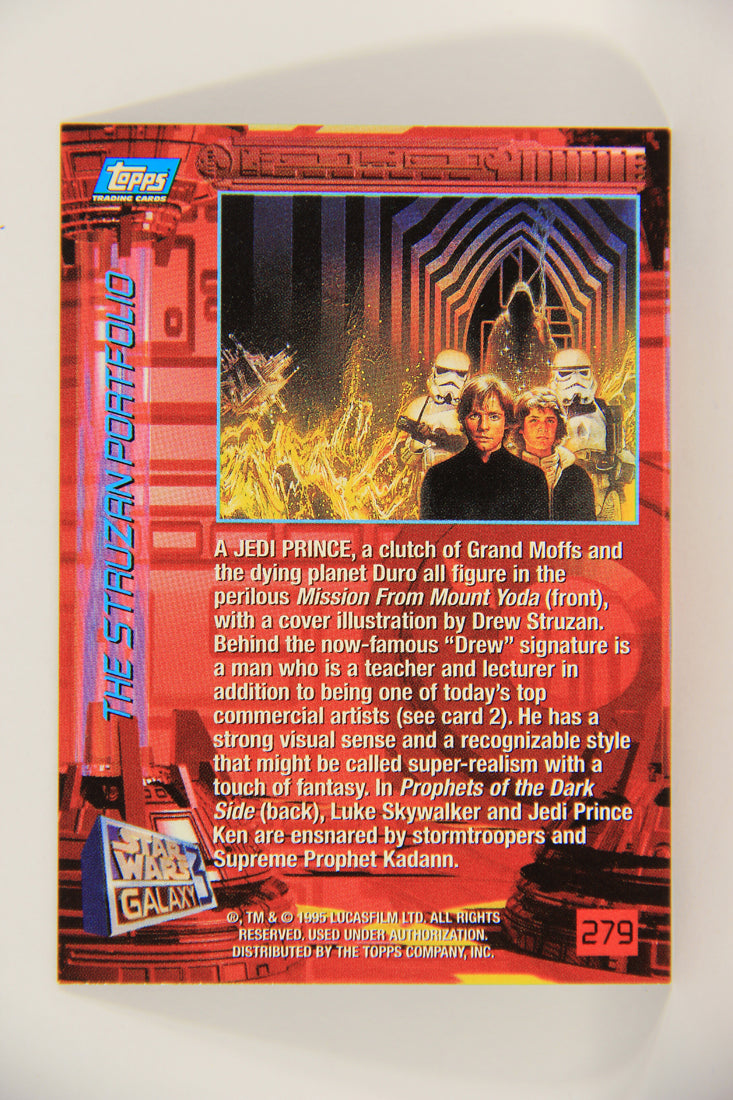 Topps
TRADING CARDS
THE STRUZAN PORTFOLIO
A JEDI PRINCE, a clutch of Grand Moffs and
the dying planet Duro all figure in the
perilous Mission From Mount Yoda (front),
with a cover illustration by Drew Struzan.
Behind the now-famous “Drew” signature is
a man who is a teacher and lecturer in
addition to being one of today’s top
commercial artists (see card 2). He has a
strong visual sense and a recognizable style
that might be called super-realism with a
touch of fantasy. In Prophets of the Dark
Side (back), Luke Skywalker and Jedi Prince
Ken are ensnared by stormtroopers and
Supreme Prophet Kadann.
STAR
WARS
GALAXY 3
®, TM & © 1995 LUCASFILM LTD. ALL RIGHTS
RESERVED. USED UNDER AUTHORIZATION.
DISTRIBUTED BY THE TOPPS COMPANY, INC.
279